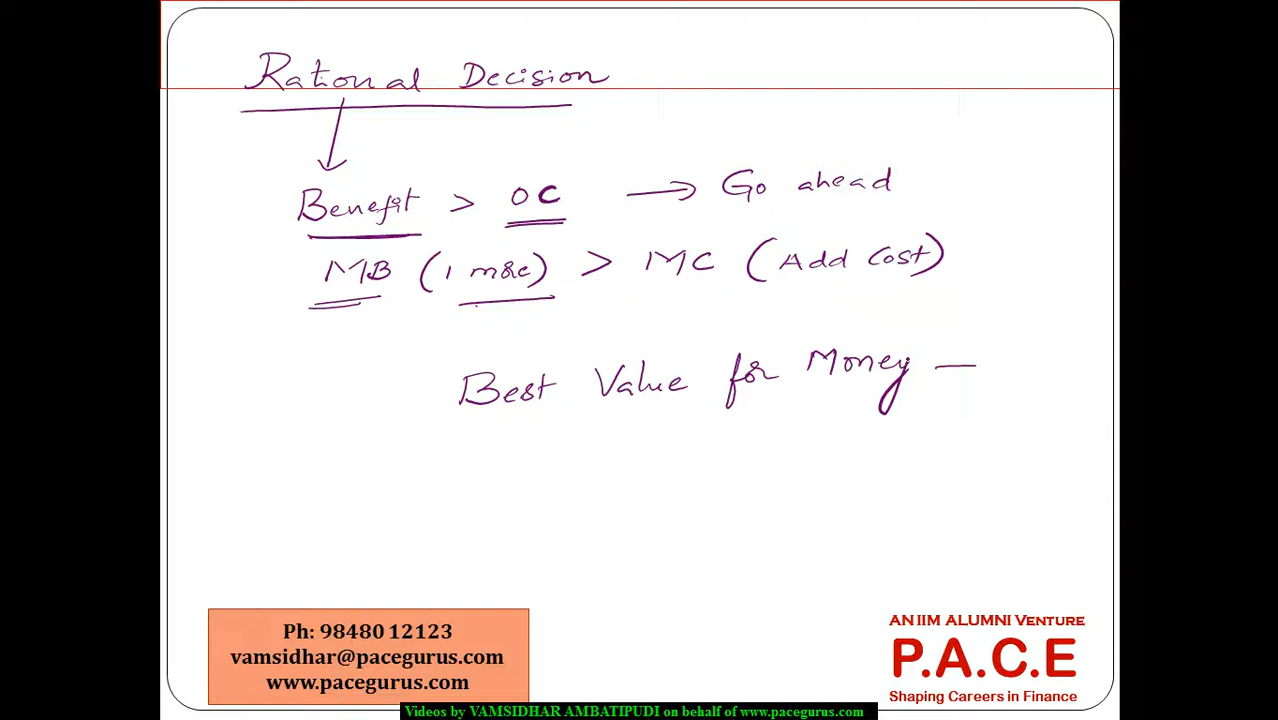 Rational Decision
Benefit > OC → Go ahead
MB (1 more) > MC (Add Cost)
Best Value for Money —
Ph: 98480 12123
vamsidhar@pacegurus.com
www.pacegurus.com
AN IIM ALUMNI VENTURE
P.A.C.E
Shaping Careers in Finance
Videos by VAMSIDHAR AMBATIPUDI on behalf of www.pacegurus.com